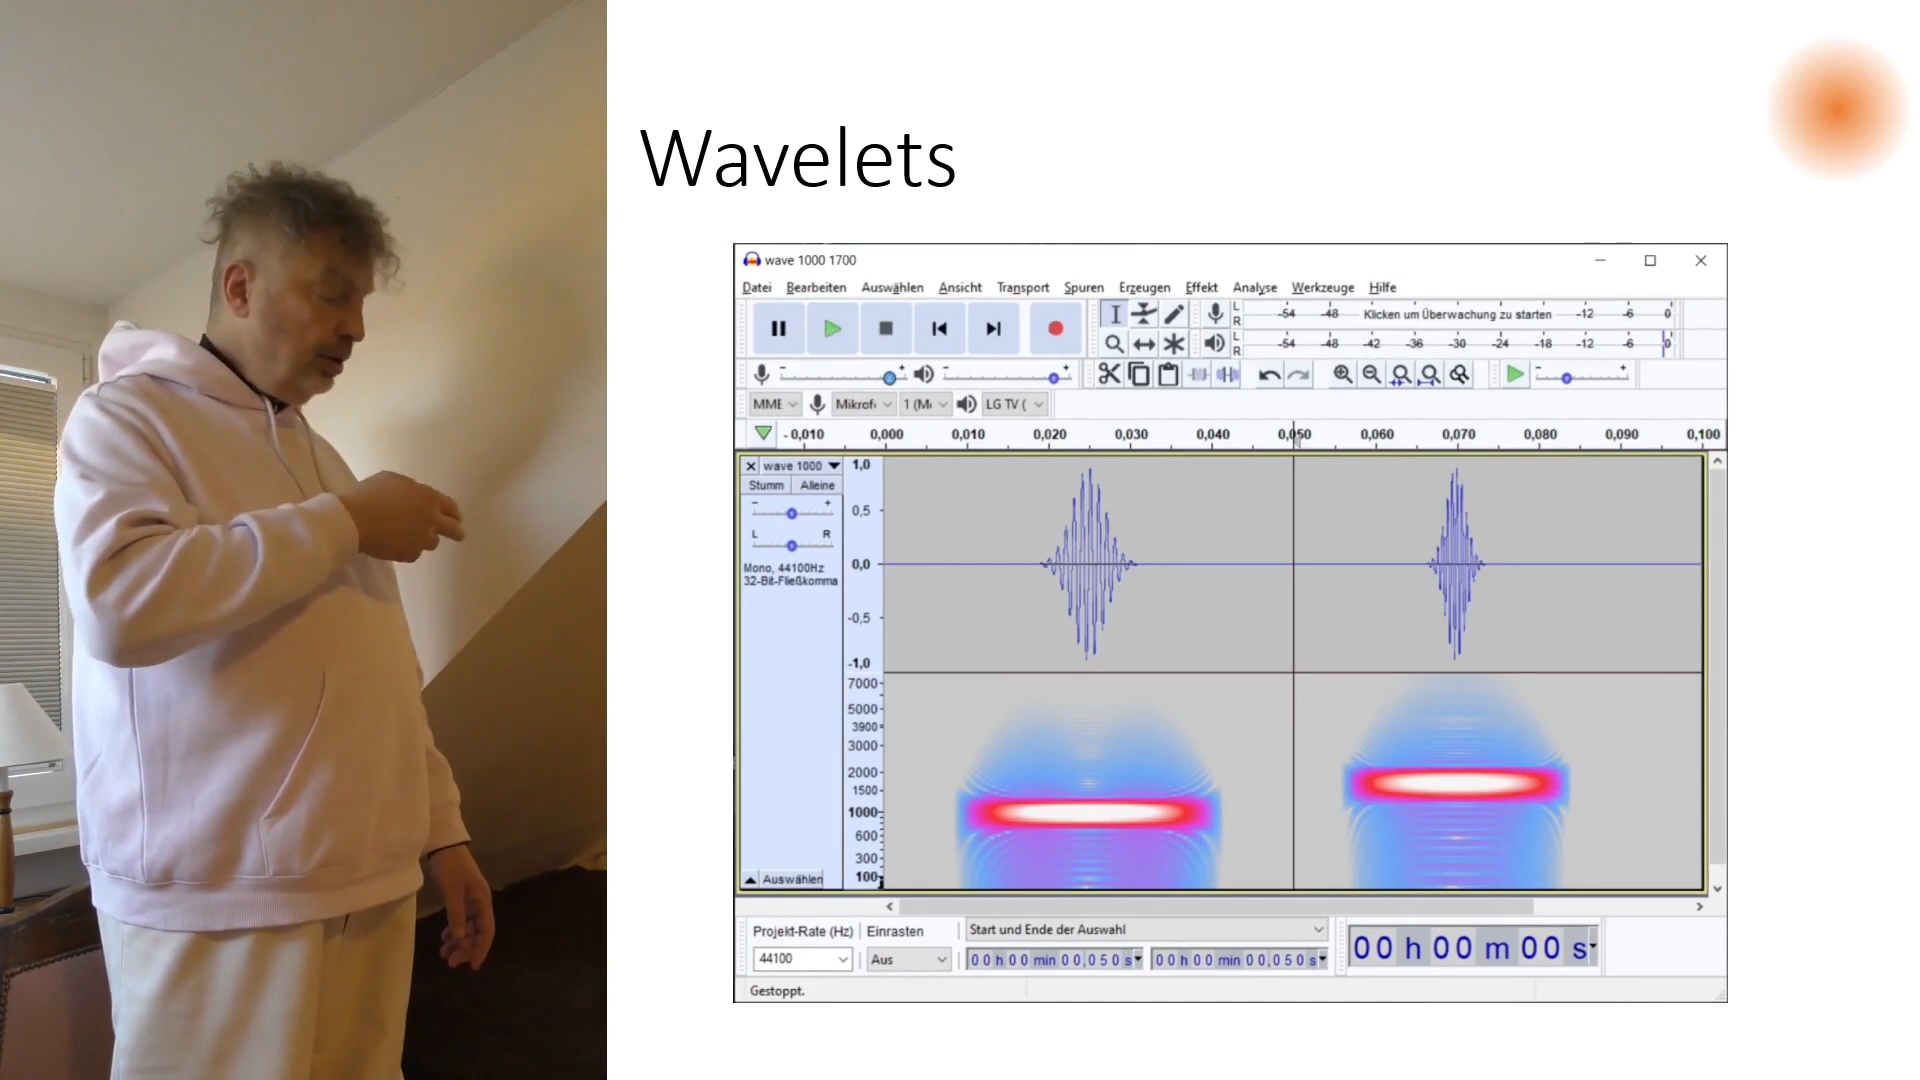 Wavelets
wave 1000 1700
Datei Bearbeiten Auswählen Ansicht Transport Spuren Erzeugen Effekt Analyse Werkzeuge Hilfe
L R -54 -48 Klicken um Überwachung zu starten -12 -6 0
L R -54 -48 -42 -36 -30 -24 -18 -12 -6 0
- + - + - +
MME Mikrof 1 (M LG TV (
-0,010 0,000 0,010 0,020 0,030 0,040 0,050 0,060 0,070 0,080 0,090 0,100
wave 1000
Stumm Alleine
- +
L R
Mono, 44100Hz
32-Bit-Fließkomma
Auswählen
1,0
0,5
0,0
-0,5
-1,0
7000
5000
3900
3000
2000
1500
1000
600
300
100
Projekt-Rate (Hz) Einrasten Start und Ende der Auswahl
44100 Aus 00 h 00 min 00,050 s 00 h 00 min 00,050 s 00 h 00 m 00 s
Gestoppt.